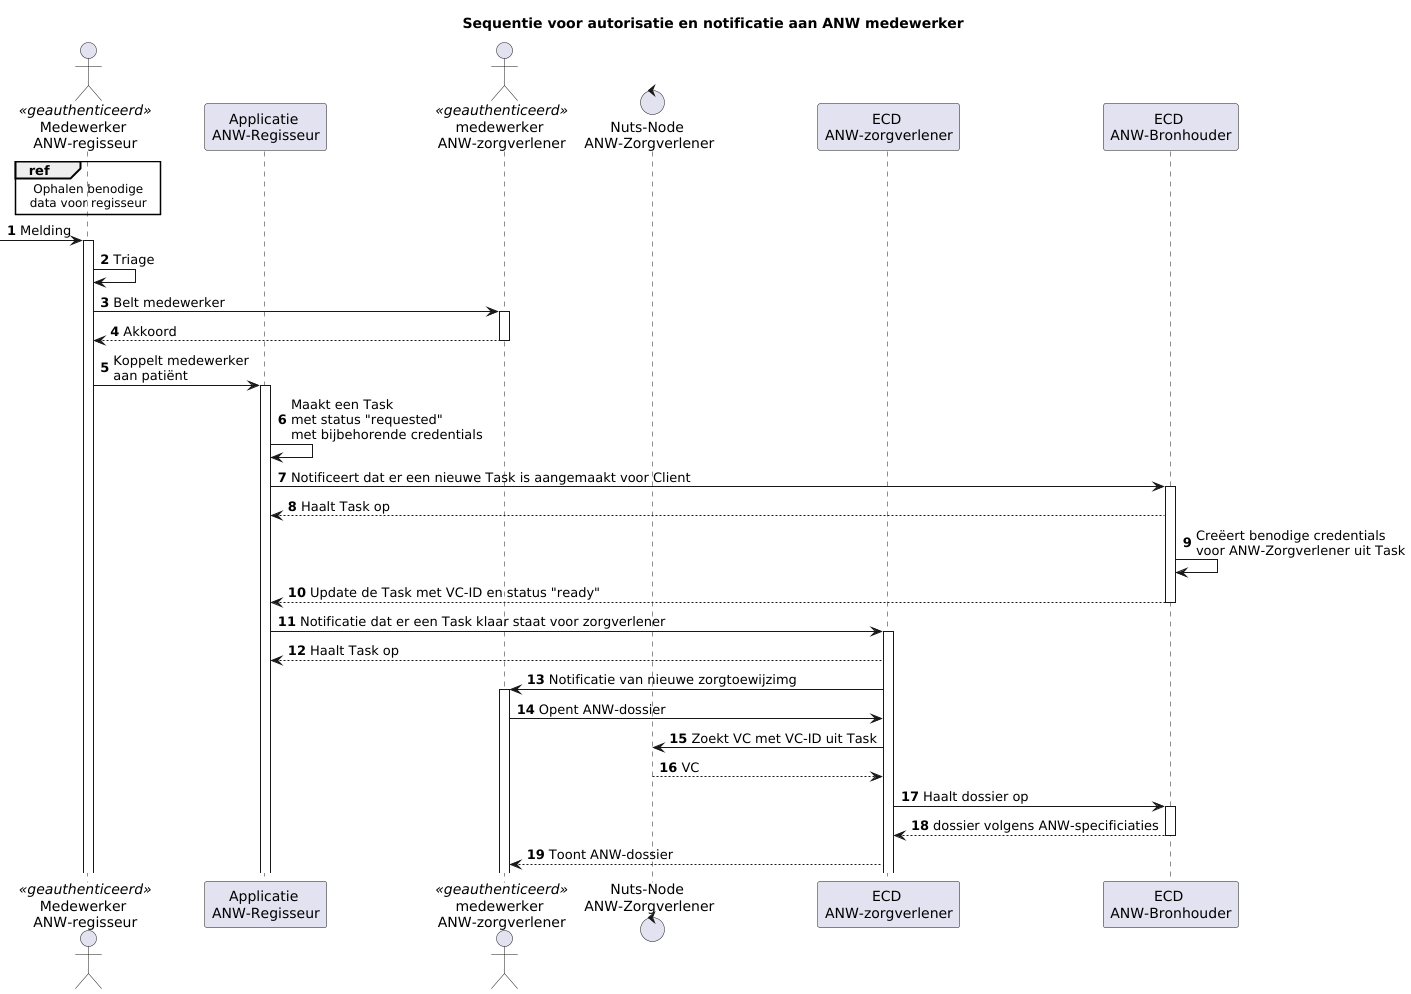 Sequentie voor autorisatie en notificatie aan ANW medewerker
«geauthenticeerd»
Medewerker
ANW-regisseur
Applicatie
ANW-Regisseur
«geauthenticeerd»
medewerker
ANW-zorgverlener
Nuts-Node
ANW-Zorgverlener
ECD
ANW-zorgverlener
ECD
ANW-Bronhouder
ref
Ophalen benodige
data voor regisseur
1 Melding
2 Triage
3 Belt medewerker
4 Akkoord
5 Koppelt medewerker
aan patiënt
6 Maakt een Task
met status "requested"
met bijbehorende credentials
7 Notificeert dat er een nieuwe Task is aangemaakt voor Client
8 Haalt Task op
9 Creëert benodige credentials
voor ANW-Zorgverlener uit Task
10 Update de Task met VC-ID en status "ready"
11 Notificatie dat er een Task klaar staat voor zorgverlener
12 Haalt Task op
13 Notificatie van nieuwe zorgtoewijzimg
14 Opent ANW-dossier
15 Zoekt VC met VC-ID uit Task
16 VC
17 Haalt dossier op
18 dossier volgens ANW-specificiaties
19 Toont ANW-dossier
«geauthenticeerd»
Medewerker
ANW-regisseur
Applicatie
ANW-Regisseur
«geauthenticeerd»
medewerker
ANW-zorgverlener
Nuts-Node
ANW-Zorgverlener
ECD
ANW-zorgverlener
ECD
ANW-Bronhouder